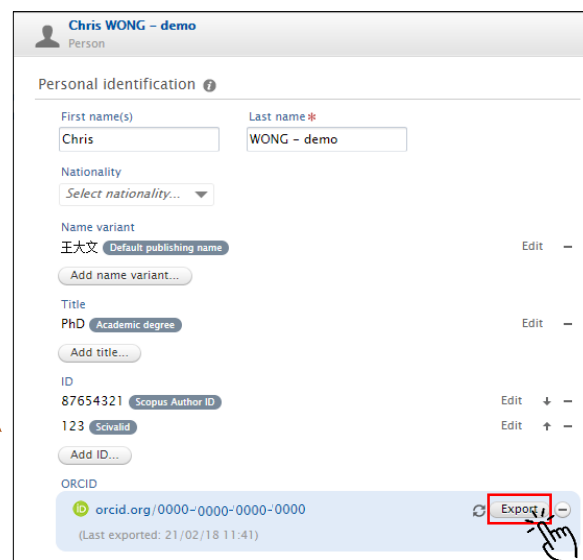 Chris WONG - demo
Person
Personal identification
First name(s) Last name *
Chris WONG - demo
Nationality
Select nationality...
Name variant
王大文 Default publishing name Edit −
Add name variant...
Title
PhD Academic degree Edit −
Add title...
ID
87654321 Scopus Author ID Edit ↓ −
123 Scivalid Edit ↑ −
Add ID...
ORCID
iD orcid.org/0000-0000-0000-0000 Export −
(Last exported: 21/02/18 11:41)